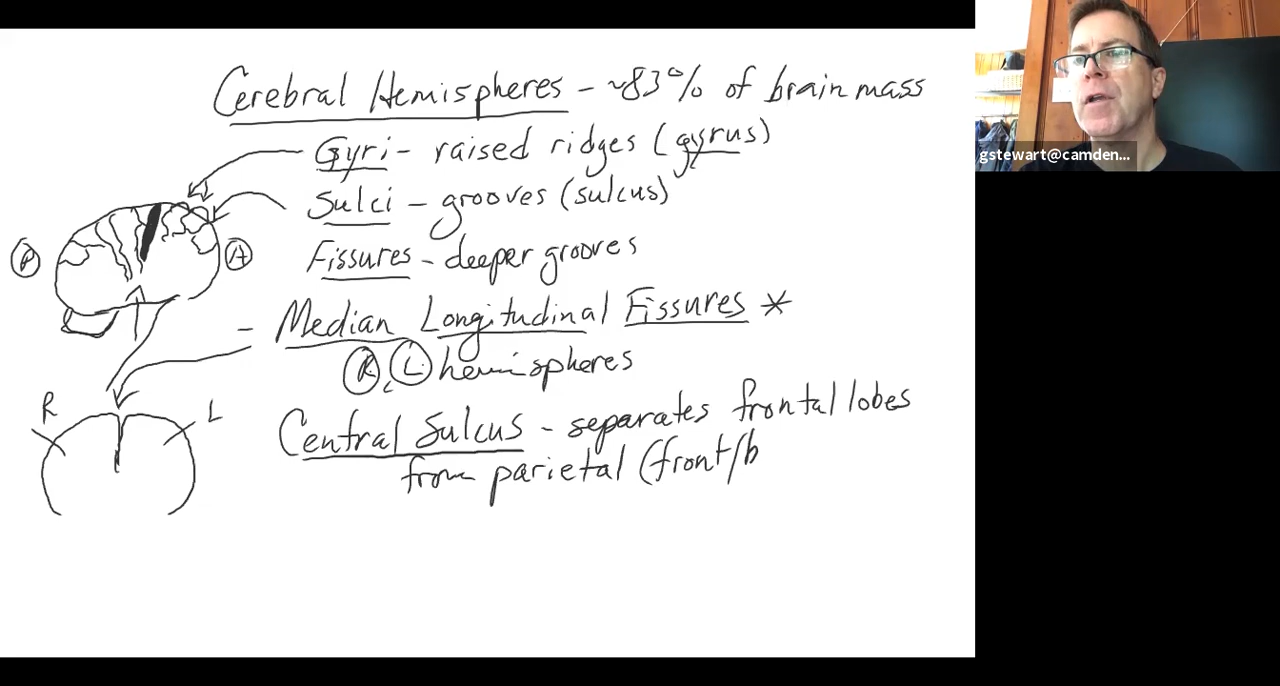 Cerebral Hemispheres - ~83% of brain mass
Gyri - raised ridges (gyrus)
Sulci - grooves (sulcus)
Fissures - deeper grooves
P
A
- Median Longitudinal Fissures *
R, L hemispheres
R
L
Central Sulcus - separates frontal lobes
from parietal (front/b
gstewart@camden...